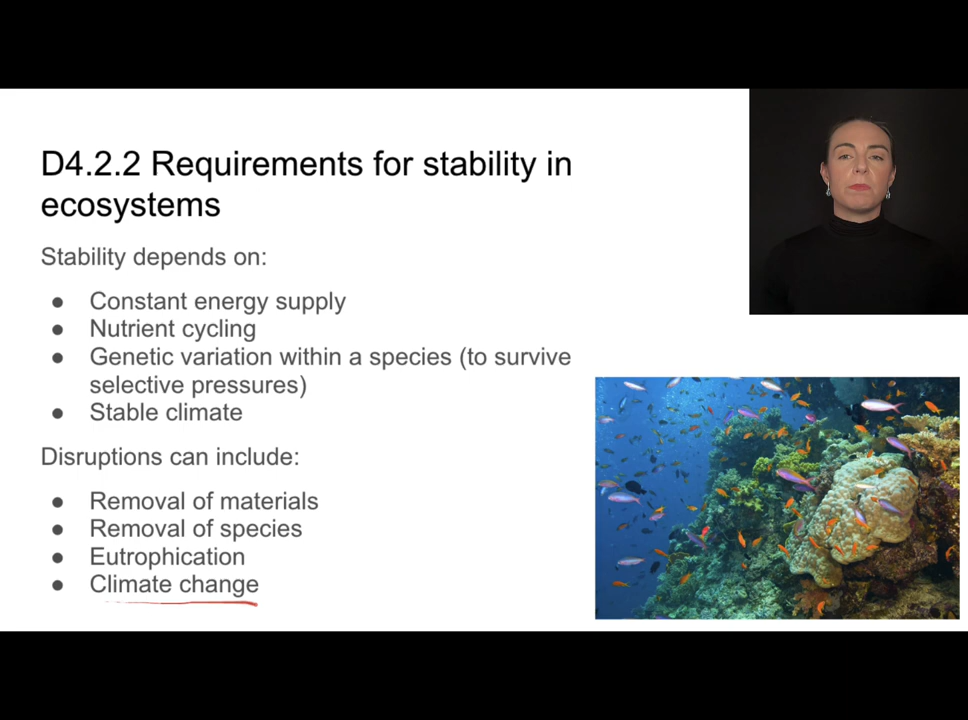 D4.2.2 Requirements for stability in
ecosystems
Stability depends on:
● Constant energy supply
● Nutrient cycling
● Genetic variation within a species (to survive
selective pressures)
● Stable climate
Disruptions can include:
● Removal of materials
● Removal of species
● Eutrophication
● Climate change